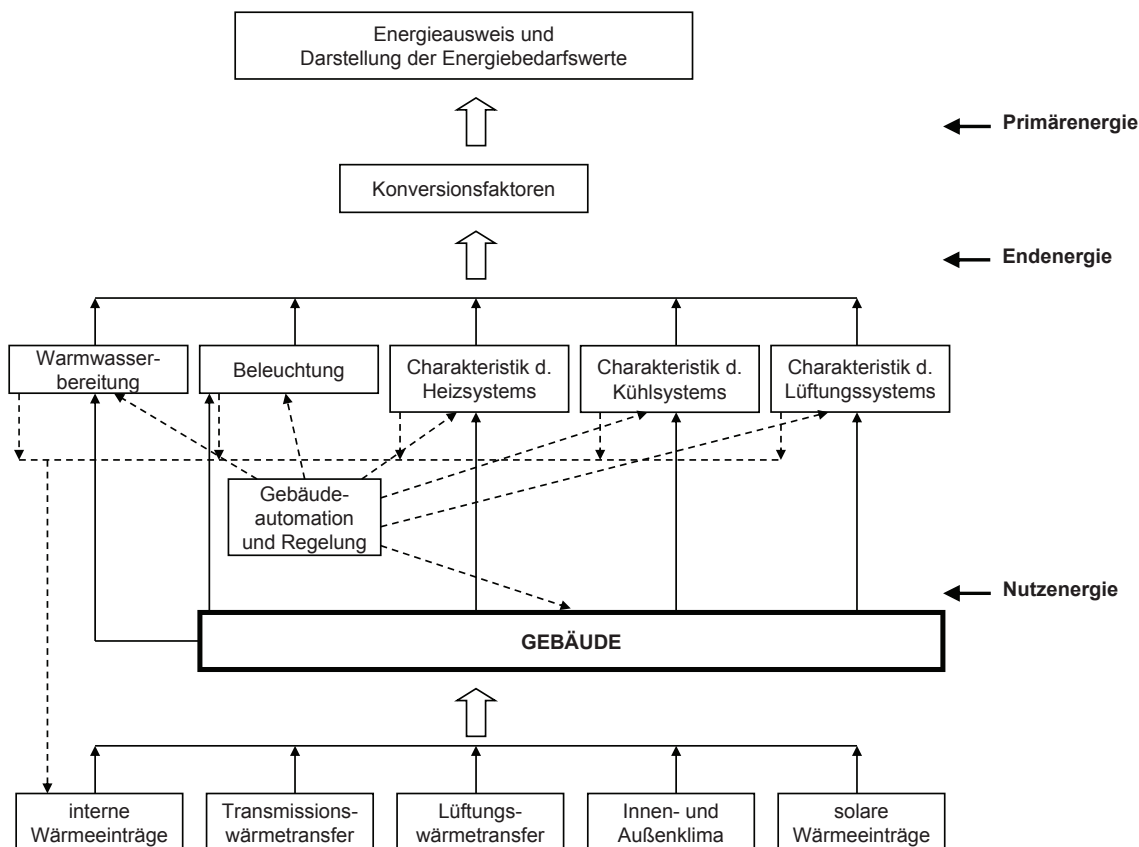 Energieausweis und
Darstellung der Energiebedarfswerte
Primärenergie
Konversionsfaktoren
Endenergie
Warmwasser-
bereitung
Beleuchtung
Charakteristik d.
Heizsystems
Charakteristik d.
Kühlsystems
Charakteristik d.
Lüftungssystems
Gebäude-
automation
und Regelung
Nutzenergie
GEBÄUDE
interne
Wärmeeinträge
Transmissions-
wärmetransfer
Lüftungs-
wärmetransfer
Innen- und
Außenklima
solare
Wärmeeinträge